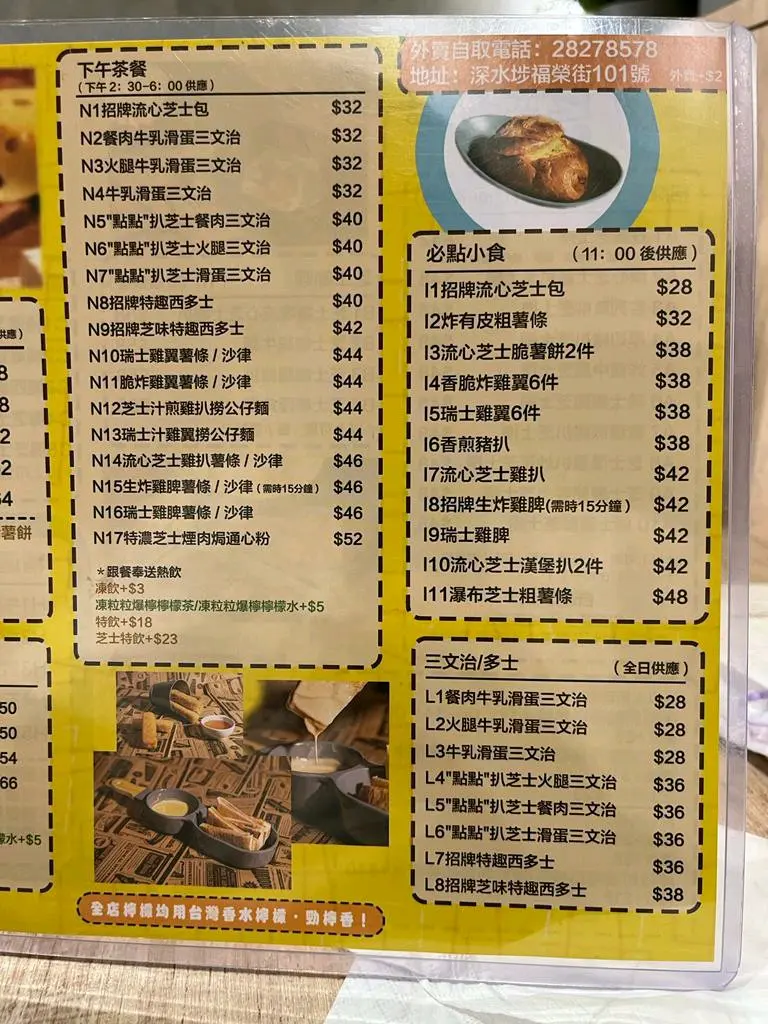 供應）
8
8
2
2
64
薯餅
50
50
54
66
檬水+$5
下午茶餐
（下午2：30-6：00供應）
N1招牌流心芝士包 $32
N2餐肉牛乳滑蛋三文治 $32
N3火腿牛乳滑蛋三文治 $32
N4牛乳滑蛋三文治 $32
N5"點點"扒芝士餐肉三文治 $40
N6"點點"扒芝士火腿三文治 $40
N7"點點"扒芝士滑蛋三文治 $40
N8招牌特趣西多士 $40
N9招牌芝味特趣西多士 $42
N10瑞士雞翼薯條 / 沙律 $44
N11脆炸雞翼薯條 / 沙律 $44
N12芝士汁煎雞扒撈公仔麵 $44
N13瑞士汁雞翼撈公仔麵 $44
N14流心芝士雞扒薯條 / 沙律 $46
N15生炸雞脾薯條 / 沙律（需時15分鐘） $46
N16瑞士雞脾薯條 / 沙律 $46
N17特濃芝士煙肉焗通心粉 $52
＊跟餐奉送熱飲
凍飲+$3
凍粒粒爆檸檸檬茶/凍粒粒爆檸檸檬水+$5
特飲+$18
芝士特飲+$23
全店檸檬均用台灣香水檸檬．勁檸香！
外賣自取電話：28278578
地址：深水埗福榮街101號 外賣+$2
必點小食 （11：00後供應）
I1招牌流心芝士包 $28
I2炸有皮粗薯條 $32
I3流心芝士脆薯餅2件 $38
I4香脆炸雞翼6件 $38
I5瑞士雞翼6件 $38
I6香煎豬扒 $38
I7流心芝士雞扒 $42
I8招牌生炸雞脾(需時15分鐘） $42
I9瑞士雞脾 $42
I10流心芝士漢堡扒2件 $42
I11瀑布芝士粗薯條 $48
三文治/多士 （全日供應）
L1餐肉牛乳滑蛋三文治 $28
L2火腿牛乳滑蛋三文治 $28
L3牛乳滑蛋三文治 $28
L4"點點"扒芝士火腿三文治 $36
L5"點點"扒芝士餐肉三文治 $36
L6"點點"扒芝士滑蛋三文治 $36
L7招牌特趣西多士 $36
L8招牌芝味特趣西多士 $38